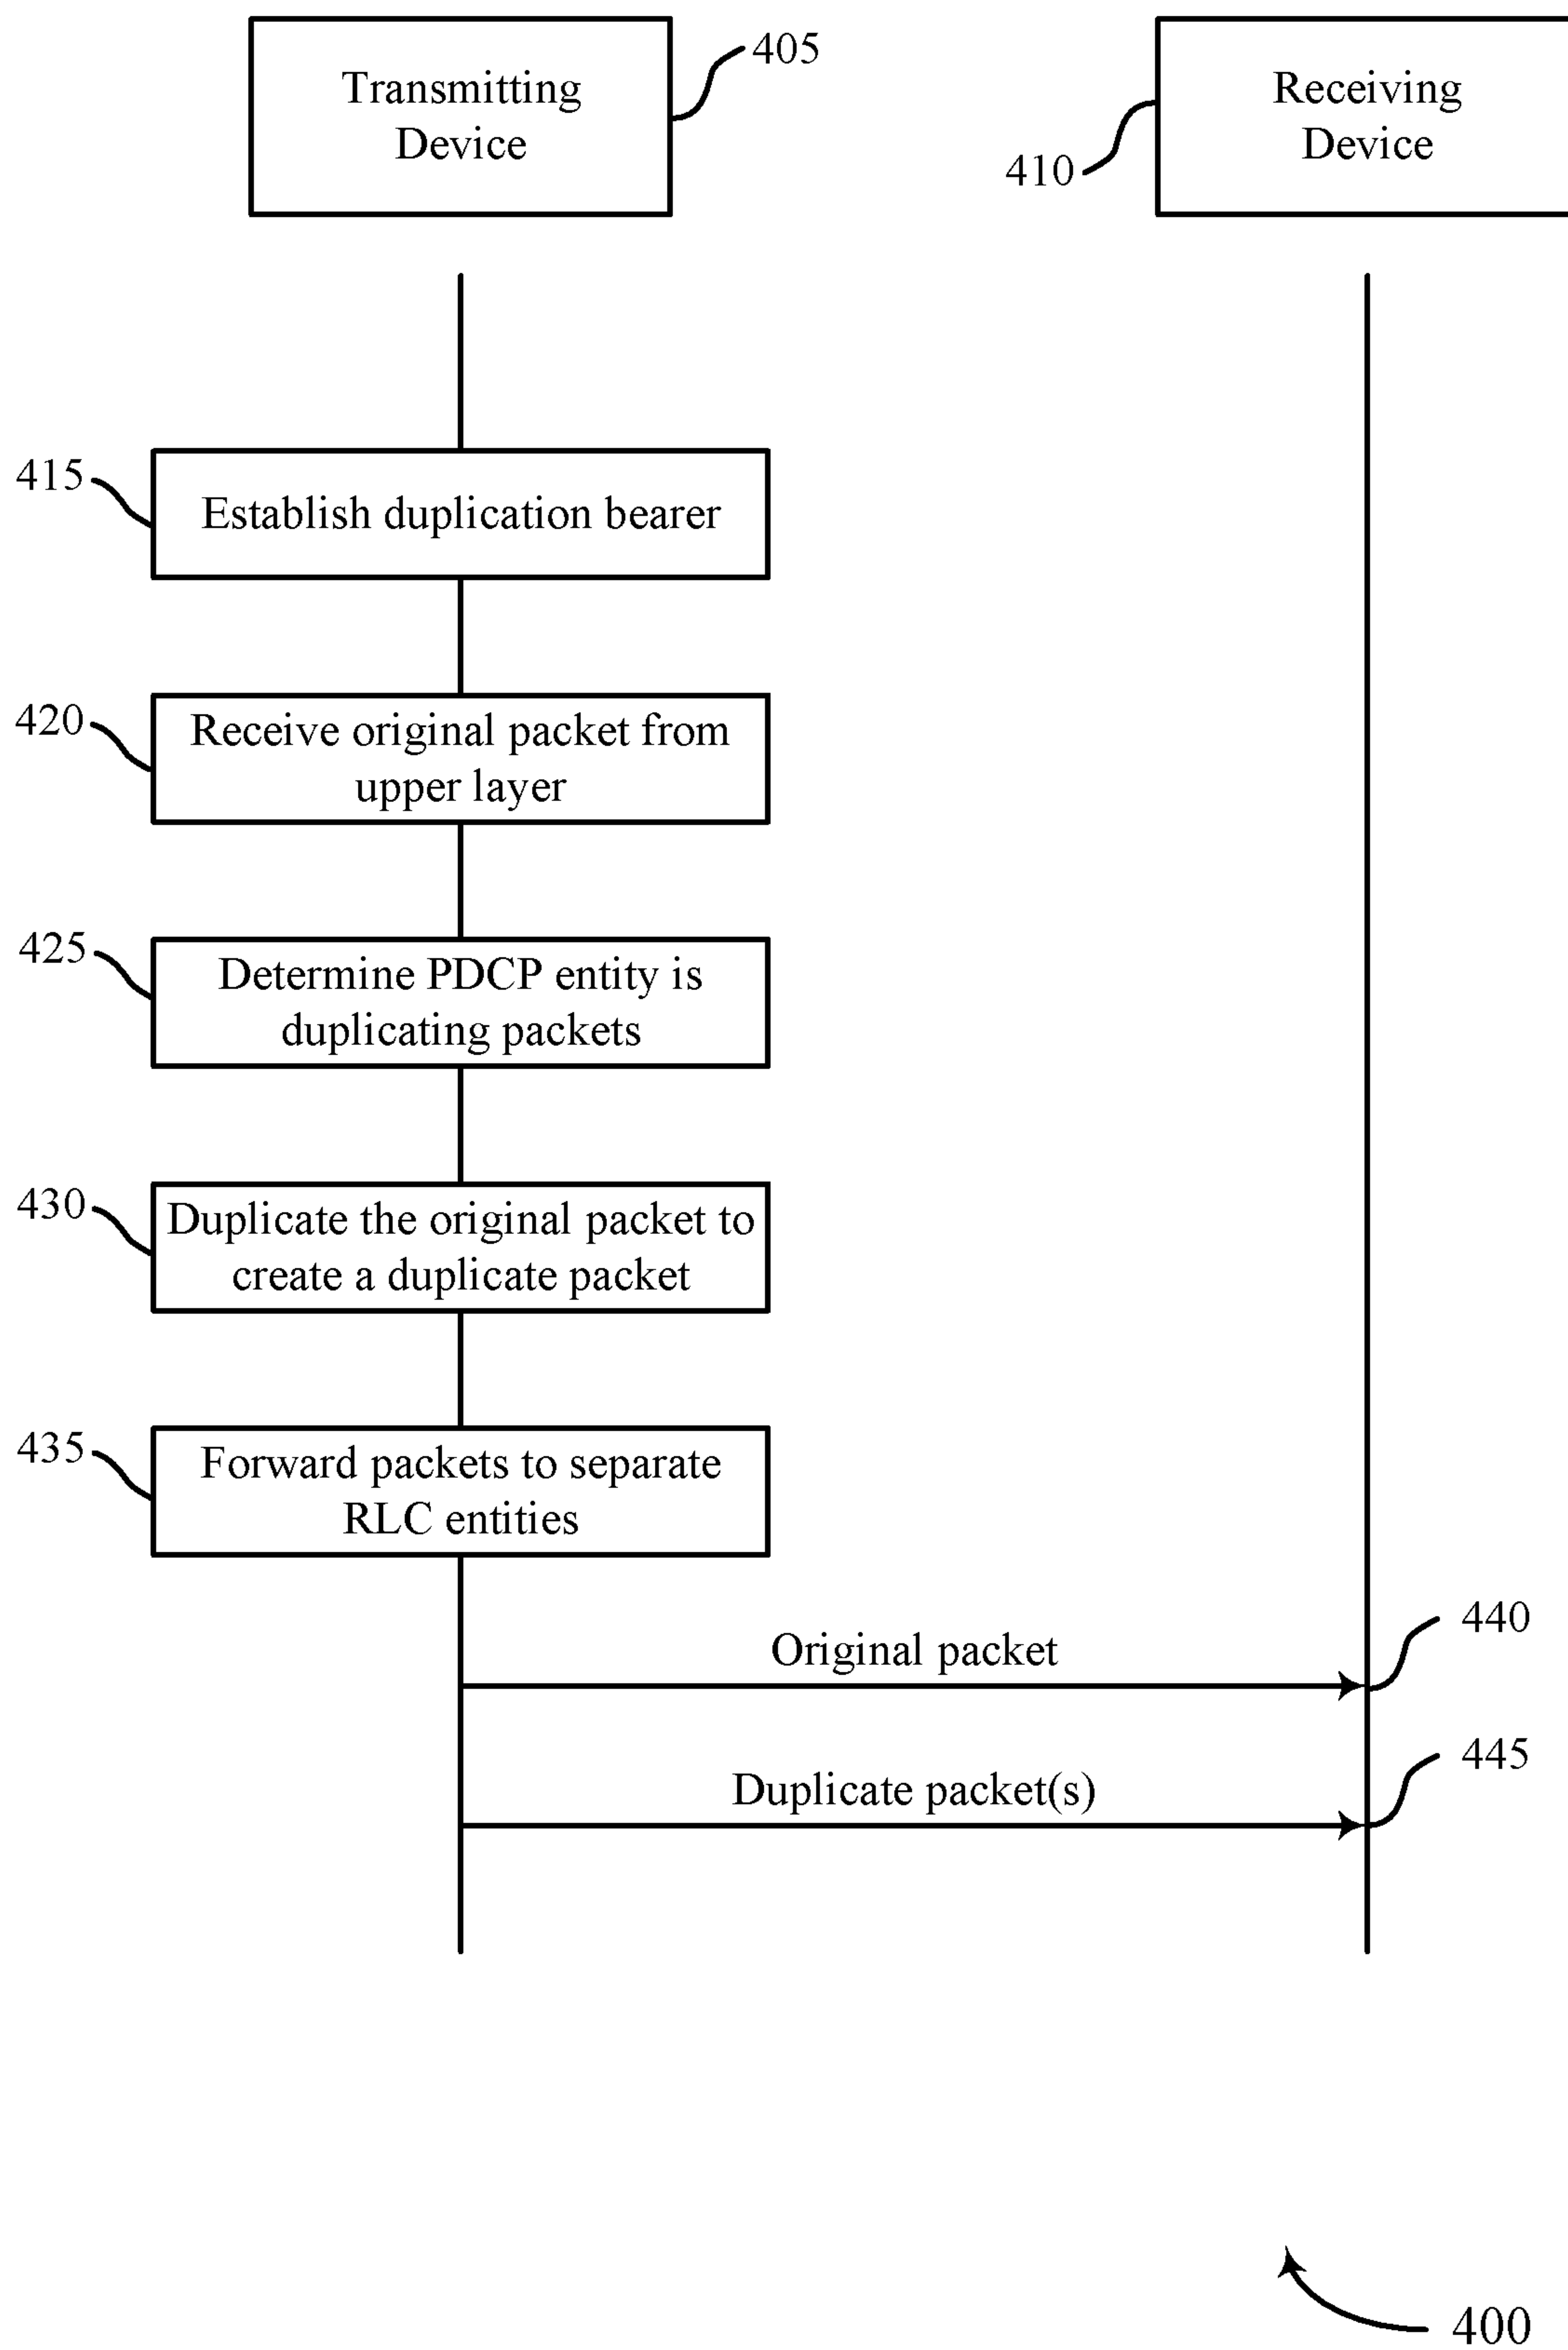 Transmitting
Device
405
Receiving
Device
410
415
Establish duplication bearer
420
Receive original packet from
upper layer
425
Determine PDCP entity is
duplicating packets
430
Duplicate the original packet to
create a duplicate packet
435
Forward packets to separate
RLC entities
440
Original packet
445
Duplicate packet(s)
400